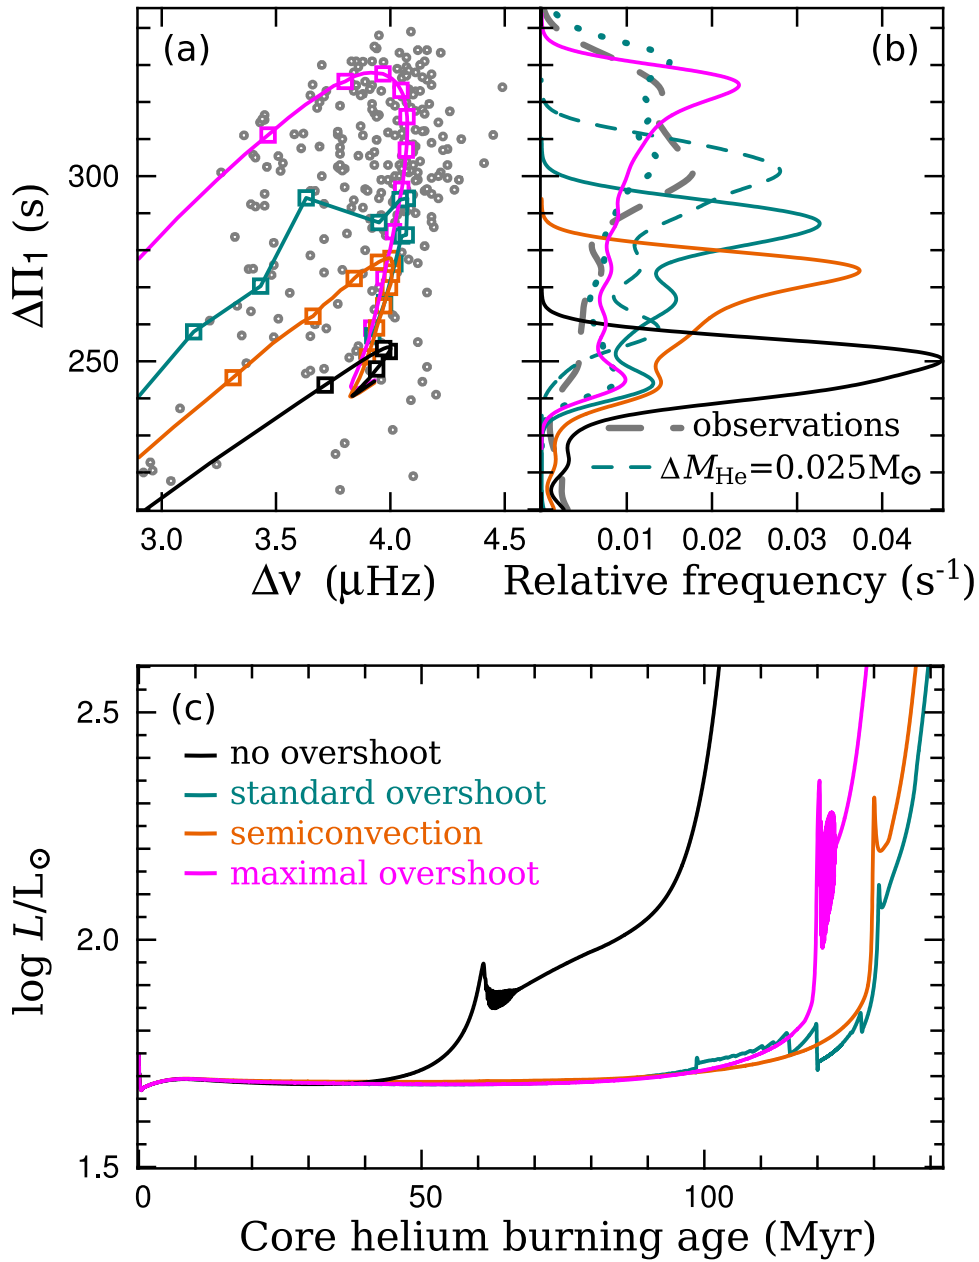 (a)
(b)
ΔΠ1 (s)
300
250
3.0 3.5 4.0 4.5
Δν (μHz)
observations
ΔMHe=0.025M⊙
0.01 0.02 0.03 0.04
Relative frequency (s-1)
(c)
no overshoot
standard overshoot
semiconvection
maximal overshoot
log L/L⊙
2.5
2.0
1.5
0 50 100
Core helium burning age (Myr)